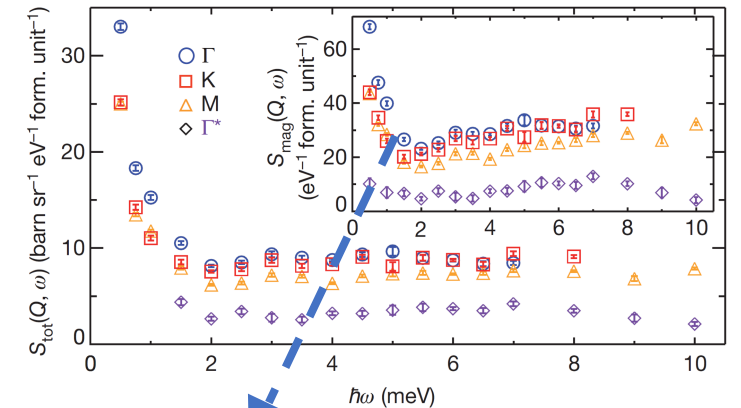 S_tot(Q, ω) (barn sr⁻¹ eV⁻¹ form. unit⁻¹)
30
20
10
0
0 2 4 6 8 10
ħω (meV)
Γ
K
M
Γ*
S_mag(Q, ω)
(eV⁻¹ form. unit⁻¹)
60
40
20
0
0 2 4 6 8 10